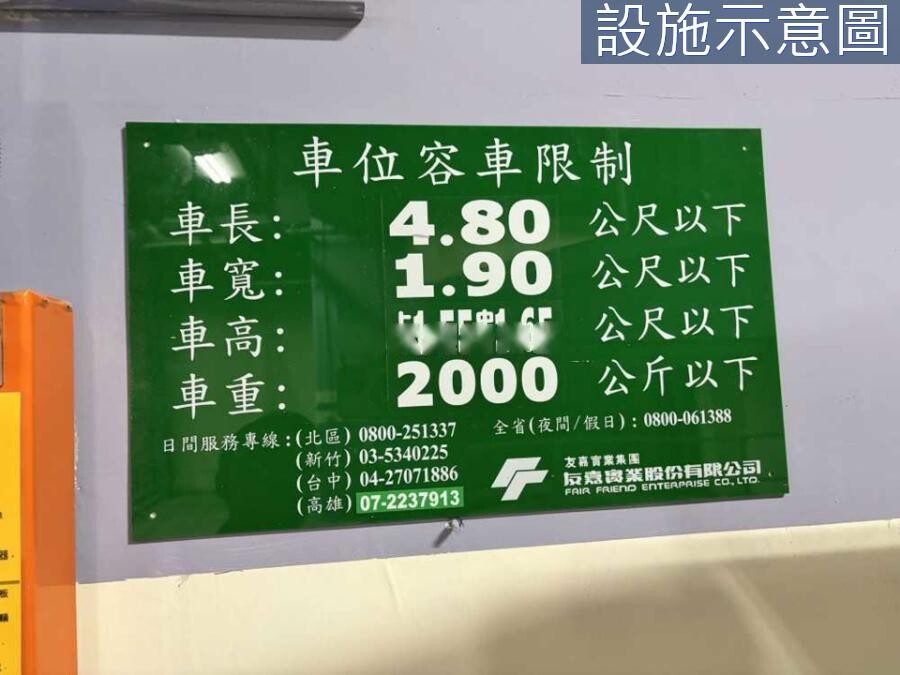 設施示意圖
車位容車限制
車長: 4.80 公尺以下
車寬: 1.90 公尺以下
車高: 公尺以下
車重: 2000 公斤以下
日間服務專線:(北區) 0800-251337 全省(夜間/假日):0800-061388
(新竹) 03-5340225
(台中) 04-27071886
(高雄) 07-2237913
友嘉實業集團
友嘉實業股份有限公司
FAIR FRIEND ENTERPRISE CO., LTD.
器
板